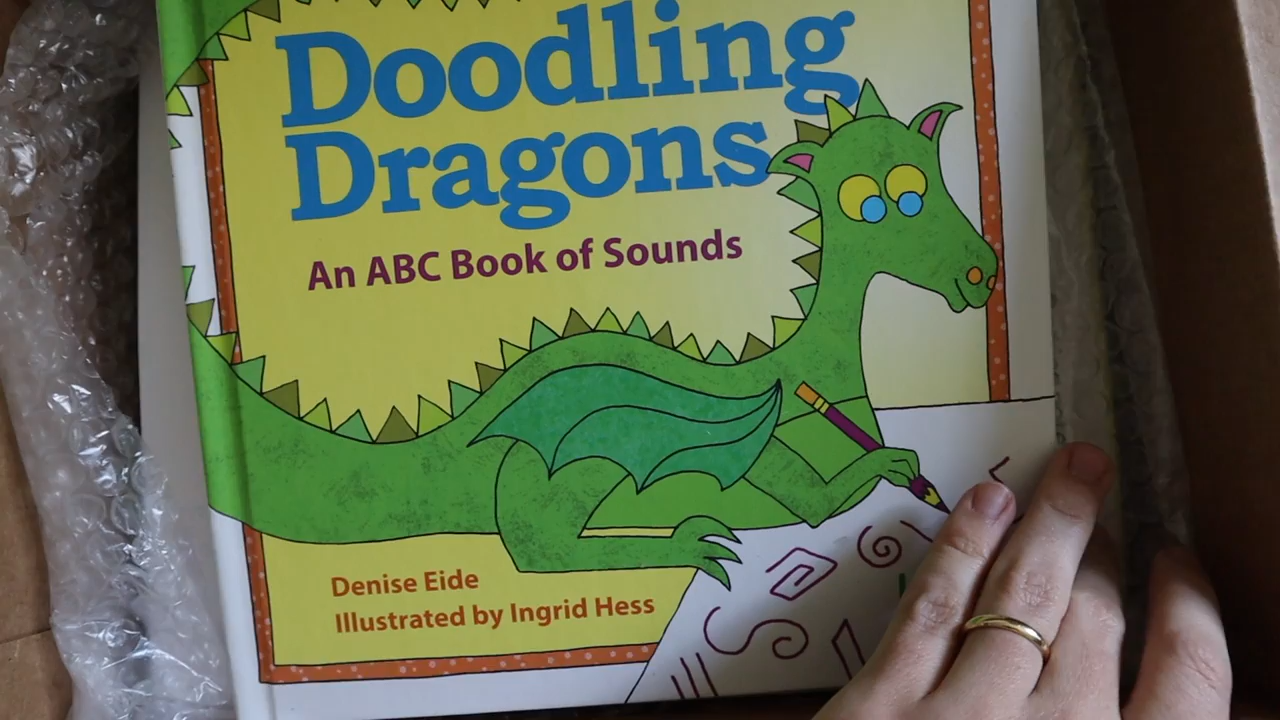 Doodling
Dragons
An ABC Book of Sounds
Denise Eide
Illustrated by Ingrid Hess